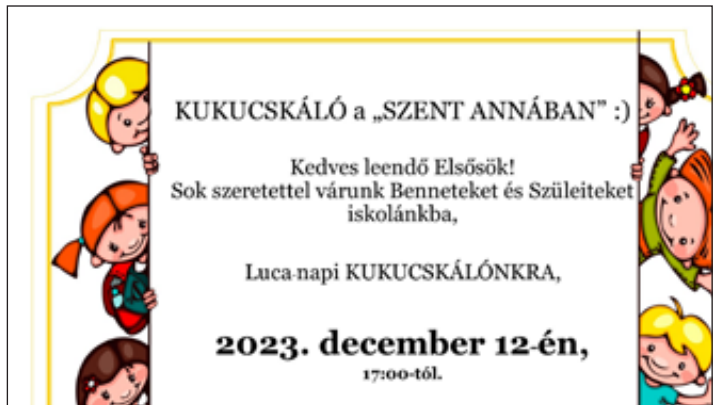 KUKUCSKÁLÓ a „SZENT ANNÁBAN” :)
Kedves leendő Elsősök!
Sok szeretettel várunk Benneteket és Szüleiteket
iskolánkba,
Luca-napi KUKUCSKÁLÓNKRA,
2023. december 12-én,
17:00-tól.